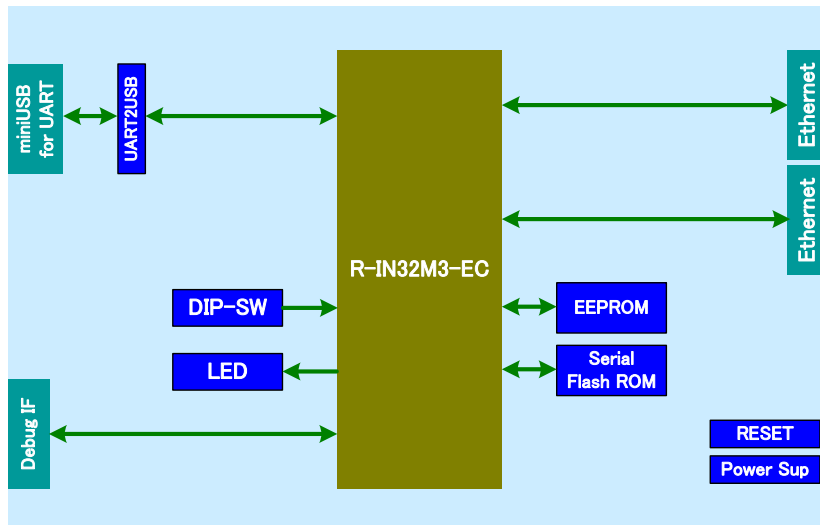 miniUSB
for UART
UART2USB
Ethernet
Ethernet
R-IN32M3-EC
DIP-SW
EEPROM
LED
Serial
Flash ROM
Debug IF
RESET
Power Sup